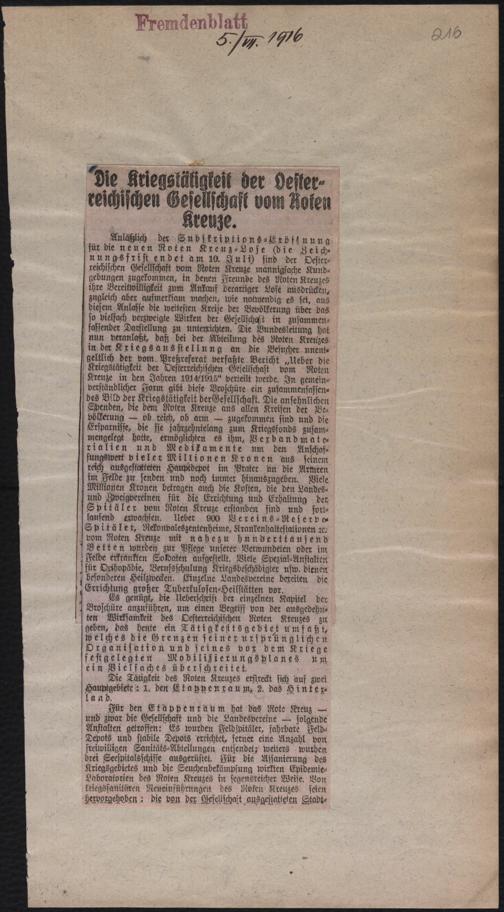 Fremdenblatt
5./VII. 1916
216
Die Kriegstätigkeit der Oester-
reichischen Gesellschaft vom Roten
Kreuze.
Anläßlich der Subskriptions-Eröffnung
für die neuen Roten Kreuz-Lose (die Zeich-
nungsfrist endet am 10. Juli) sind der Oester-
reichischen Gesellschaft vom Roten Kreuze mannigfache Kund-
gebungen zugekommen, in denen Freunde des Roten Kreuzes
ihre Bereitwilligkeit zum Ankauf derartiger Lose ausdrücken,
zugleich aber aufmerksam machen, wie notwendig es sei, aus
diesem Anlasse die weitesten Kreise der Bevölkerung über das
so vielfach verzweigte Wirken der Gesellschaft in zusammen-
fassender Darstellung zu unterrichten. Die Bundesleitung hat
nun veranlaßt, daß bei der Abteilung des Roten Kreuzes
in der Kriegsausstellung an die Besucher unent-
geltlich der vom Preßreferat verfaßte Bericht „Ueber die
Kriegstätigkeit der Oesterreichischen Gesellschaft vom Roten
Kreuze in den Jahren 1914/1915" verteilt werde. In gemein-
verständlicher Form gibt diese Broschüre ein zusammenfassen-
des Bild der Kriegstätigkeit der Gesellschaft. Die ansehnlichen
Spenden, die dem Roten Kreuze aus allen Kreisen der Be-
völkerung — ob reich, ob arm — zugekommen sind und die
Ersparnisse, die sie jahrzehntelang zum Kriegsfonds zusam-
mengelegt hatte, ermöglichten es ihm, Verbandmate-
rialien und Medikamente um den Anschaf-
fungswert vieler Millionen Kronen aus seinem
reich ausgestatteten Hauptdepot im Prater an die Armeen
im Felde zu senden und noch immer hinauszugeben. Viele
Millionen Kronen betragen auch die Kosten, die den Landes-
und Zweigvereinen für die Errichtung und Erhaltung der
Spitäler vom Roten Kreuze erstanden sind und fort-
laufend erwachsen. Ueber 900 Vereins-Reserve-
Spitäler, Rekonvaleszentenheime, Krankenhaltestationen ꝛc.
vom Roten Kreuze mit nahezu hunderttausend
Betten wurden zur Pflege unserer Verwundeten oder im
Felde erkrankten Soldaten aufgestellt. Viele Spezial-Anstalten
für Orthopädie, Berufsschulung Kriegsbeschädigter usw. dienen
besonderen Heilzwecken. Einzelne Landesvereine bereiten die
Errichtung großer Tuberkulosen-Heilstätten vor.
Es genügt, die Ueberschrift der einzelnen Kapitel der
Broschüre anzuführen, um einen Begriff von der ausgedehn-
ten Wirksamkeit des Oesterreichischen Roten Kreuzes zu
geben, das heute ein Tätigkeitsgebiet umfaßt,
welches die Grenzen seiner ursprünglichen
Organisation und seines vor dem Kriege
festgelegten Mobilisierungsplanes um
ein Vielfaches überschreitet.
Die Tätigkeit des Roten Kreuzes erstreckt sich auf zwei
Hauptgebiete: 1. den Etappenraum, 2. das Hinter-
land.
Für den Etappenraum hat das Rote Kreuz —
und zwar die Gesellschaft und die Landesvereine — folgende
Anstalten getroffen: Es wurden Feldspitäler, fahrbare Feld-
Depots und stabile Depots errichtet, ferner eine Anzahl von
freiwilligen Sanitäts-Abteilungen entsendet; weiters wurden
drei Seespitalschiffe ausgerüstet. Für die Assanierung des
Kriegsgebietes und die Seuchenbekämpfung wirkten Epidemie-
Laboratorien des Roten Kreuzes in segensreicher Weise. Von
kriegssanitären Neueinführungen des Roten Kreuzes seien
hervorgehoben: die von der Gesellschaft ausgestatteten Stadt-